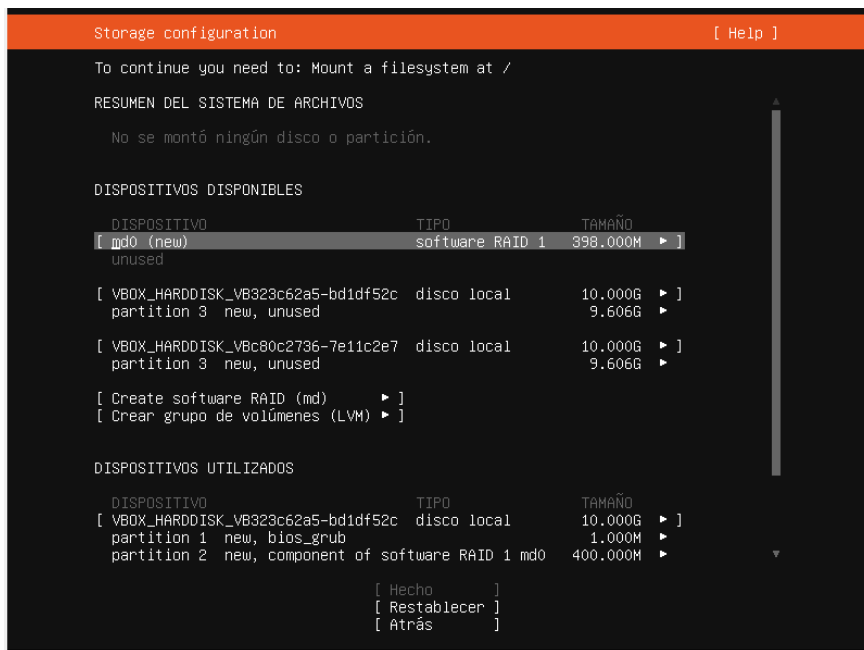 Storage configuration [ Help ]
To continue you need to: Mount a filesystem at /
RESUMEN DEL SISTEMA DE ARCHIVOS
No se montó ningún disco o partición.
DISPOSITIVOS DISPONIBLES
DISPOSITIVO TIPO TAMAÑO
[ md0 (new) software RAID 1 398.000M ▸ ]
unused
[ VBOX_HARDDISK_VB323c62a5-bd1df52c disco local 10.000G ▸ ]
partition 3 new, unused 9.606G ▸
[ VBOX_HARDDISK_VBc80c2736-7e11c2e7 disco local 10.000G ▸ ]
partition 3 new, unused 9.606G ▸
[ Create software RAID (md) ▸ ]
[ Crear grupo de volúmenes (LVM) ▸ ]
DISPOSITIVOS UTILIZADOS
DISPOSITIVO TIPO TAMAÑO
[ VBOX_HARDDISK_VB323c62a5-bd1df52c disco local 10.000G ▸ ]
partition 1 new, bios_grub 1.000M ▸
partition 2 new, component of software RAID 1 md0 400.000M ▸
[ Hecho ]
[ Restablecer ]
[ Atrás ]